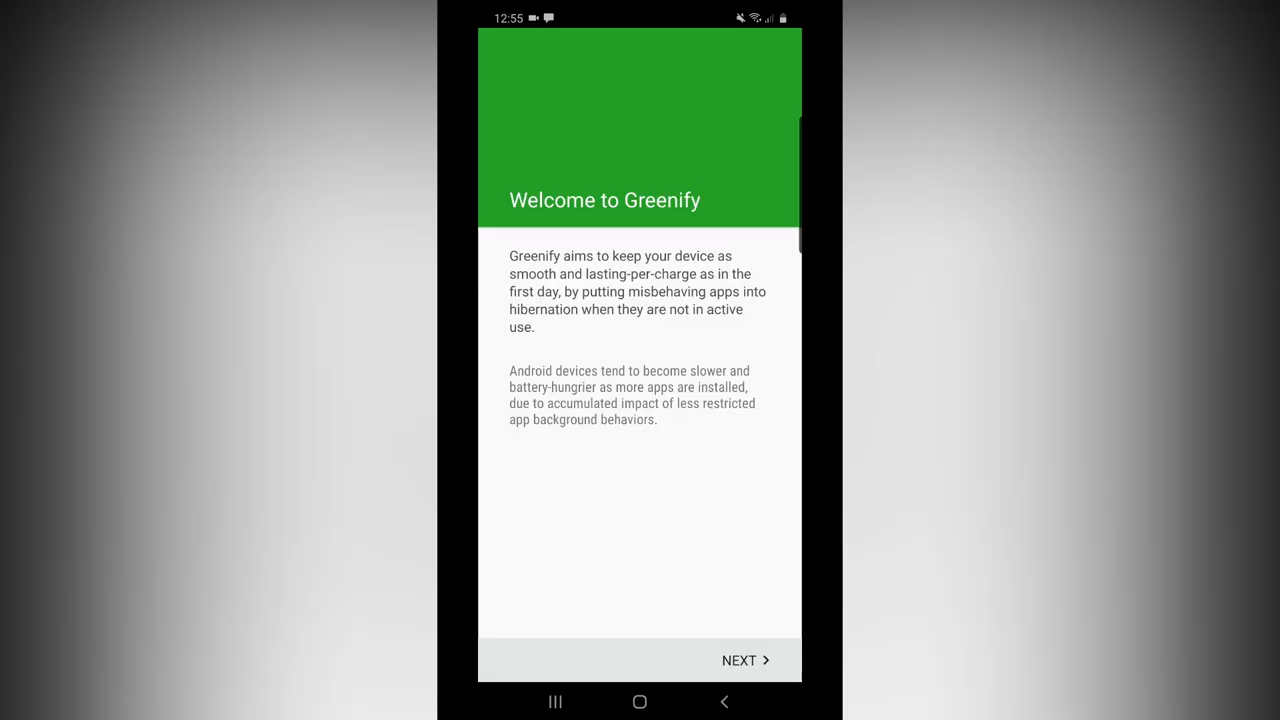 12:55
Welcome to Greenify
Greenify aims to keep your device as
smooth and lasting-per-charge as in the
first day, by putting misbehaving apps into
hibernation when they are not in active
use.
Android devices tend to become slower and
battery-hungrier as more apps are installed,
due to accumulated impact of less restricted
app background behaviors.
NEXT